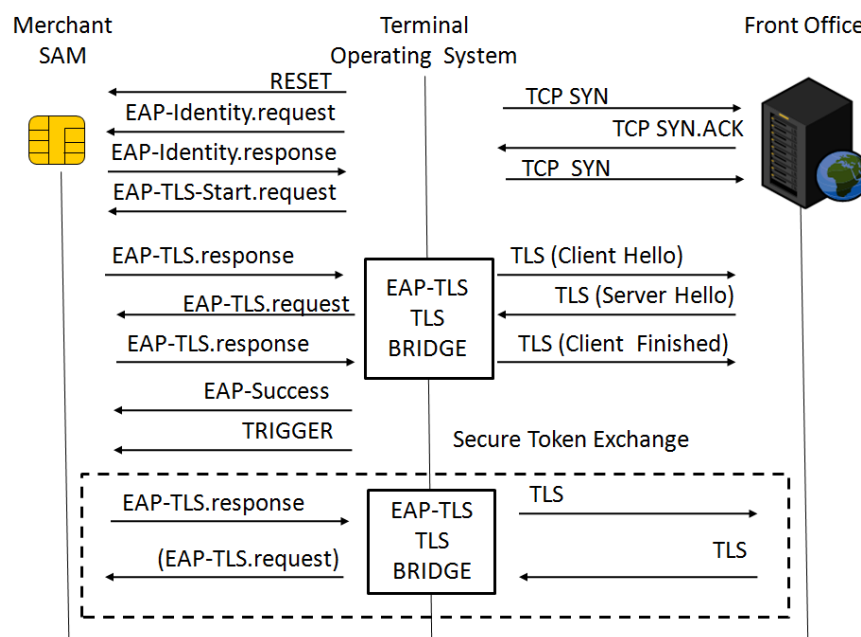 Merchant
SAM
Terminal
Operating System
Front Office
RESET
EAP-Identity.request
EAP-Identity.response
EAP-TLS-Start.request
TCP SYN
TCP SYN.ACK
TCP SYN
EAP-TLS.response
EAP-TLS.request
EAP-TLS.response
EAP-TLS
TLS
BRIDGE
TLS (Client Hello)
TLS (Server Hello)
TLS (Client Finished)
EAP-Success
TRIGGER
Secure Token Exchange
EAP-TLS.response
(EAP-TLS.request)
EAP-TLS
TLS
BRIDGE
TLS
TLS